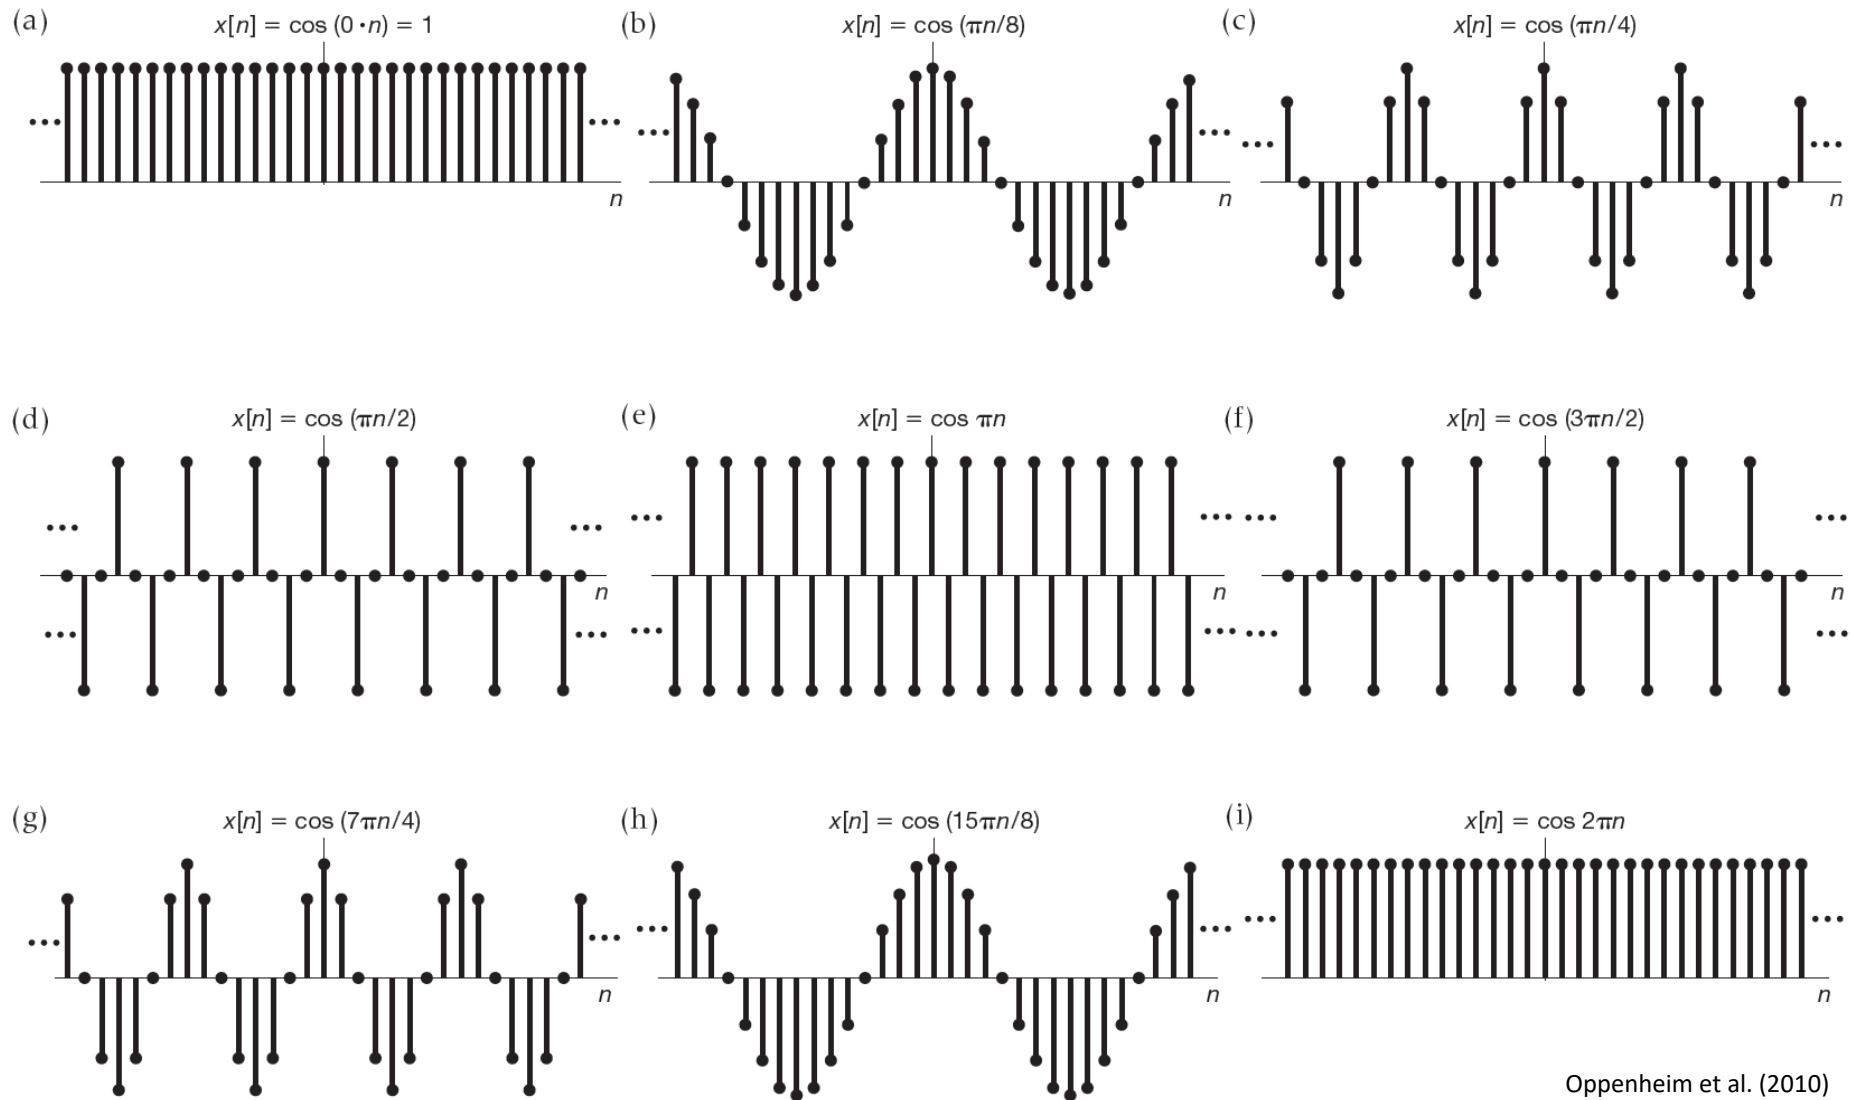 (a) x[n] = cos (0 · n) = 1
n
(b) x[n] = cos (πn/8)
n
(c) x[n] = cos (πn/4)
n
(d) x[n] = cos (πn/2)
n
(e) x[n] = cos πn
n
(f) x[n] = cos (3πn/2)
n
(g) x[n] = cos (7πn/4)
n
(h) x[n] = cos (15πn/8)
n
(i) x[n] = cos 2πn
n
Oppenheim et al. (2010)